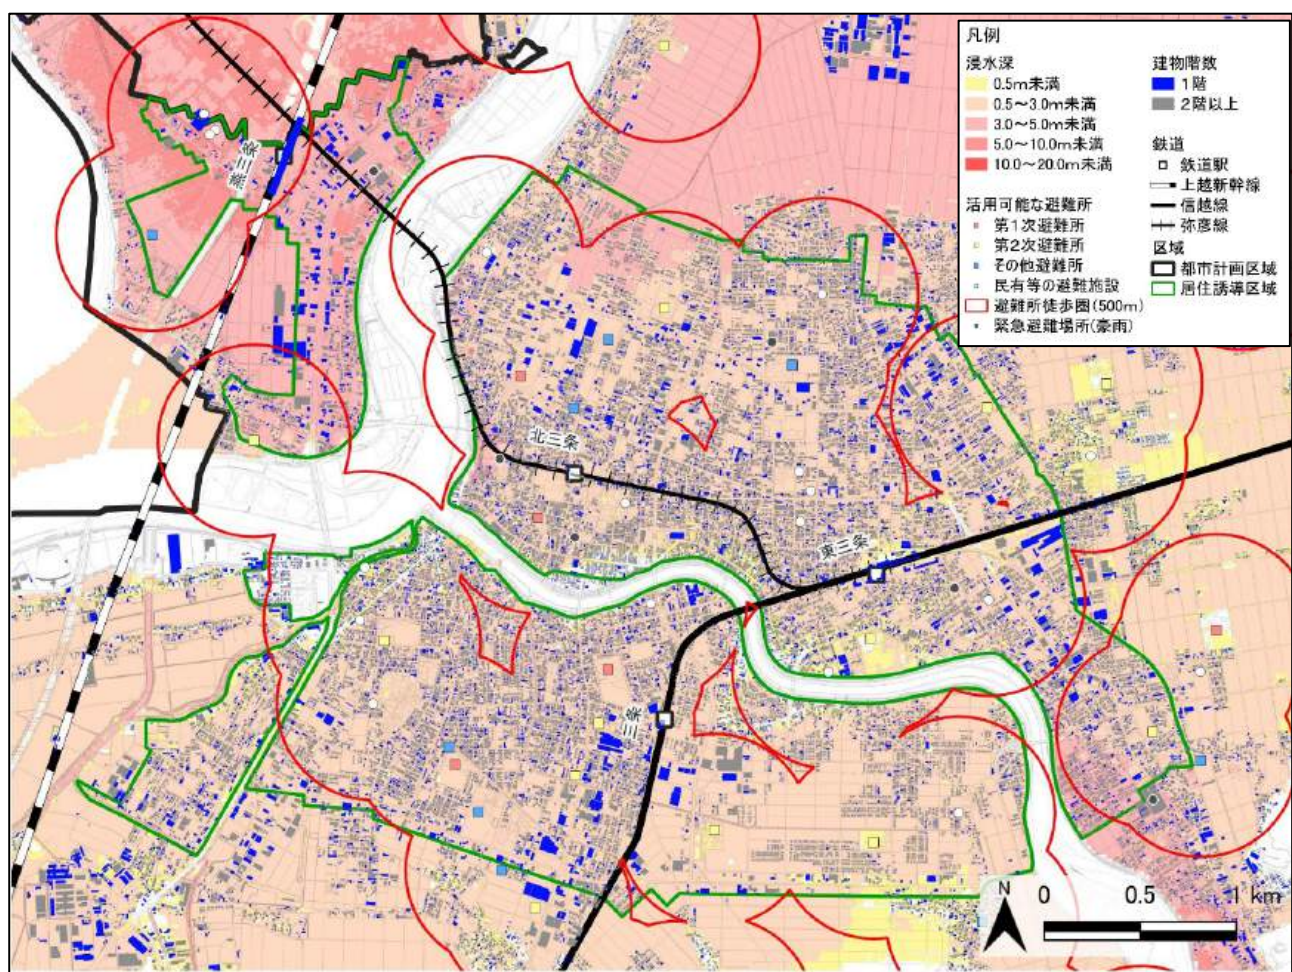 凡例
浸水深
0.5m未満
0.5～3.0m未満
3.0～5.0m未満
5.0～10.0m未満
10.0～20.0m未満
活用可能な避難所
第1次避難所
第2次避難所
その他避難所
民有等の避難施設
避難所徒歩圏(500m)
緊急避難場所(豪雨)
建物階数
1階
2階以上
鉄道
鉄道駅
上越新幹線
信越線
弥彦線
区域
都市計画区域
居住誘導区域
燕三条
北三条
東三条
三条
N
0 0.5 1 km